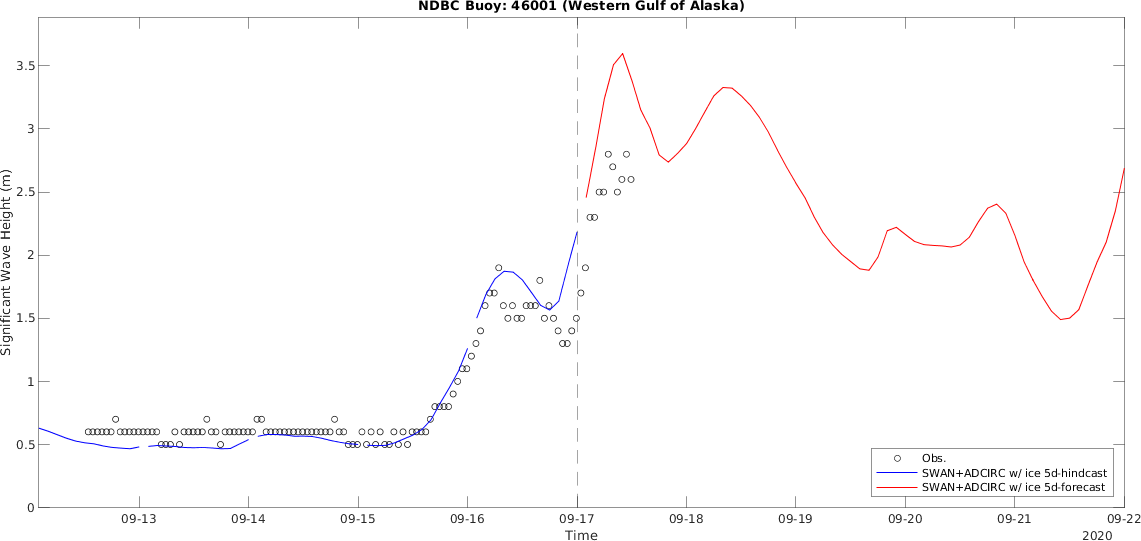 NDBC Buoy: 46001 (Western Gulf of Alaska)
Significant Wave Height (m)
3.5
3
2.5
2
1.5
1
0.5
0
Obs.
SWAN+ADCIRC w/ ice 5d-hindcast
SWAN+ADCIRC w/ ice 5d-forecast
09-13 09-14 09-15 09-16 09-17 09-18 09-19 09-20 09-21 09-22
Time
2020